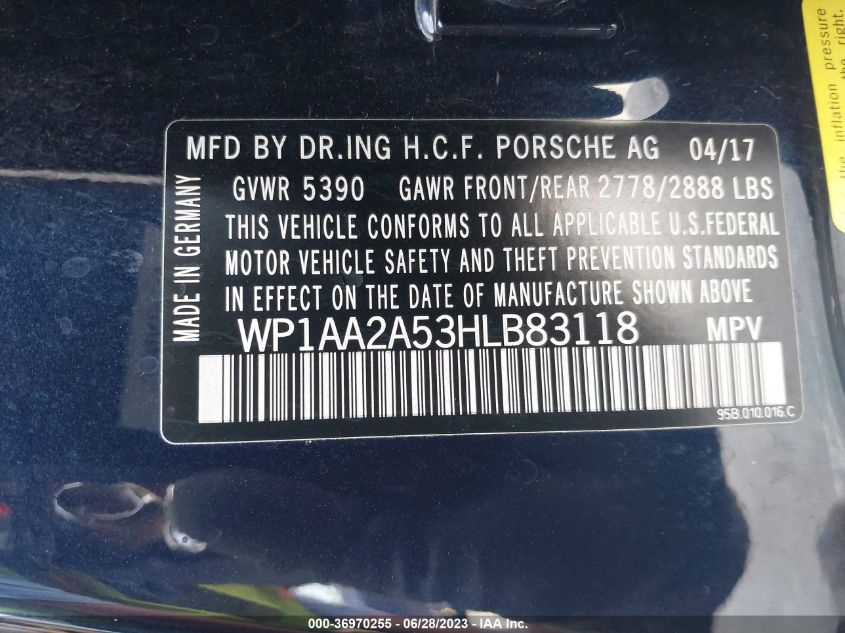 MFD BY DR.ING H.C.F. PORSCHE AG 04/17
GVWR 5390 GAWR FRONT/REAR 2778/2888 LBS
THIS VEHICLE CONFORMS TO ALL APPLICABLE U.S.FEDERAL
MOTOR VEHICLE SAFETY AND THEFT PREVENTION STANDARDS
IN EFFECT ON THE DATE OF MANUFACTURE SHOWN ABOVE
WP1AA2A53HLB83118 MPV
95B.010.016.C
MADE IN GERMANY
the inflation pressure
the right.
000-36970255 - 06/28/2023 - IAA Inc.